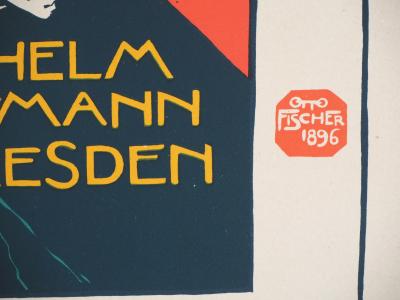 HELM
MANN
ESDEN
OTTO
FISCHER
1896